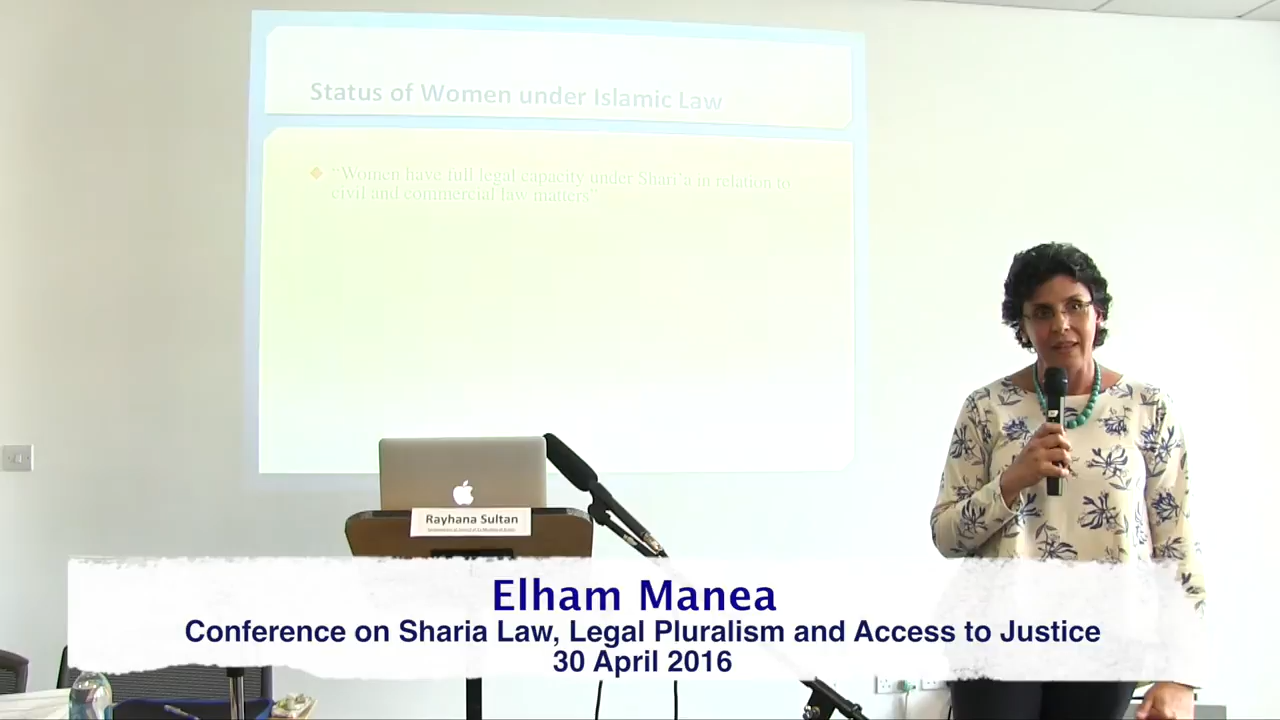 Status of Women under Islamic Law
“Women have full legal capacity under Shari’a in relation to
civil and commercial law matters”
Rayhana Sultan
Elham Manea
Conference on Sharia Law, Legal Pluralism and Access to Justice
30 April 2016